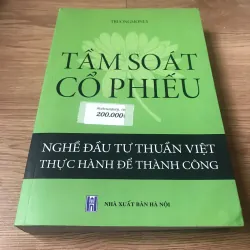 TẦM SOÁT
CỔ PHIẾU
200.000
NGHỀ ĐẦU TƯ THUẦN VIỆT
THỰC HÀNH ĐỂ THÀNH CÔNG
NHÀ XUẤT BẢN HÀ NỘI